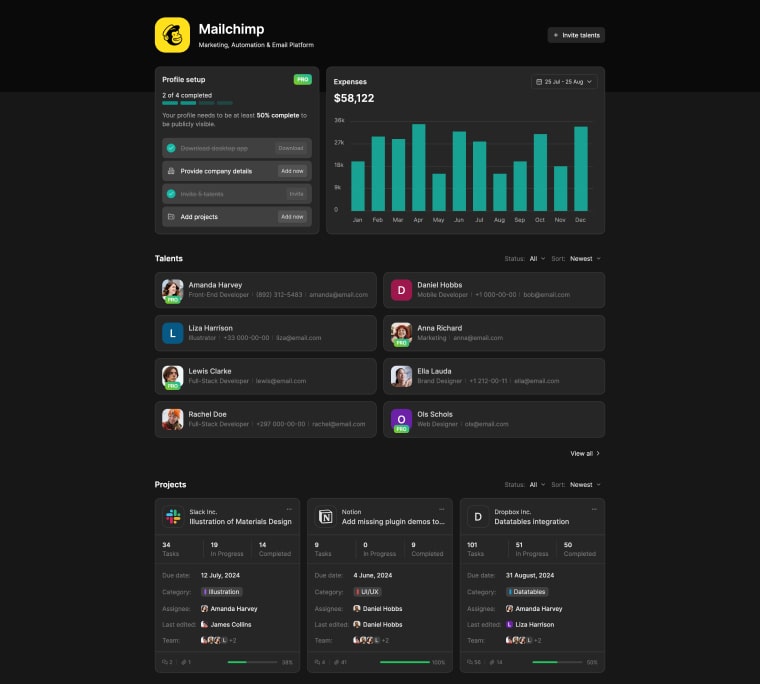 Mailchimp
Marketing, Automation & Email Platform
+ Invite talents
Profile setup PRO
2 of 4 completed
Your profile needs to be at least 50% complete to
be publicly visible.
Download desktop app Download
Provide company details Add now
Invite 5 talents Invite
Add projects Add now
Expenses 25 Jul - 25 Aug
$58,122
36k
27k
18k
9k
0
Jan Feb Mar Apr May Jun Jul Aug Sep Oct Nov Dec
Talents Status: All Sort: Newest
Amanda Harvey
Front-End Developer | (892) 312-5483 | amanda@email.com
PRO
Daniel Hobbs
Mobile Developer | +1 000-00-00 | bob@email.com
D
Liza Harrison
Illustrator | +33 000-00-00 | liza@email.com
L
Anna Richard
Marketing | anna@email.com
PRO
Lewis Clarke
Full-Stack Developer | lewis@email.com
PRO
Ella Lauda
Brand Designer | +1 212-00-11 | ella@email.com
Rachel Doe
Full-Stack Developer | +297 000-00-00 | rachel@email.com
Ols Schols
Web Designer | ols@email.com
O
PRO
View all
Projects Status: All Sort: Newest
Slack Inc.
Illustration of Materials Design
34 19 14
Tasks In Progress Completed
Due date: 12 July, 2024
Category: Illustration
Assignee: Amanda Harvey
Last edited: James Collins
Team: L +2
2 | 1 38%
Notion
Add missing plugin demos to...
9 0 9
Tasks In Progress Completed
Due date: 4 June, 2024
Category: UI/UX
Assignee: Daniel Hobbs
Last edited: Daniel Hobbs
Team: L +2
4 | 41 100%
D
Dropbox Inc.
Datatables integration
101 51 50
Tasks In Progress Completed
Due date: 31 August, 2024
Category: Datatables
Assignee: Amanda Harvey
Last edited: L Liza Harrison
Team: L +2
56 | 14 50%